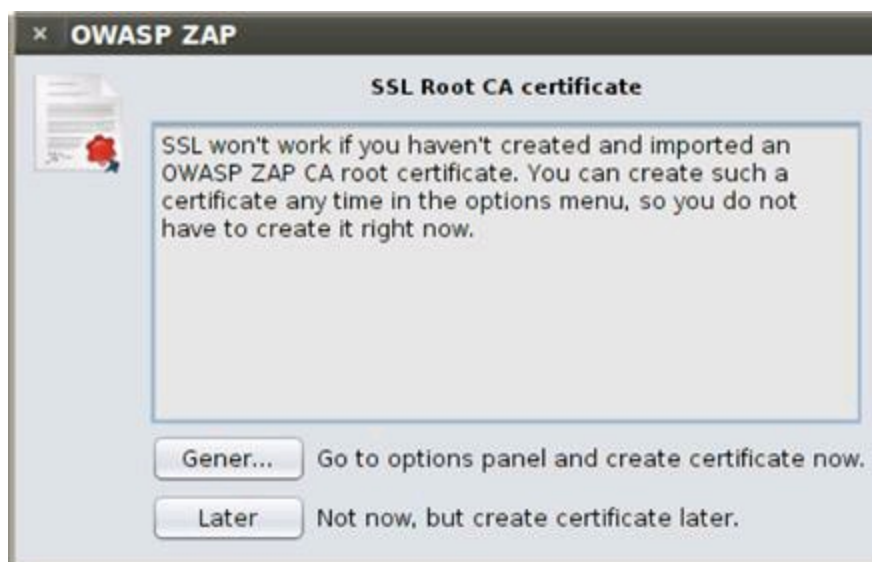 × OWASP ZAP
SSL Root CA certificate
SSL won't work if you haven't created and imported an
OWASP ZAP CA root certificate. You can create such a
certificate any time in the options menu, so you do not
have to create it right now.
Gener... Go to options panel and create certificate now.
Later Not now, but create certificate later.